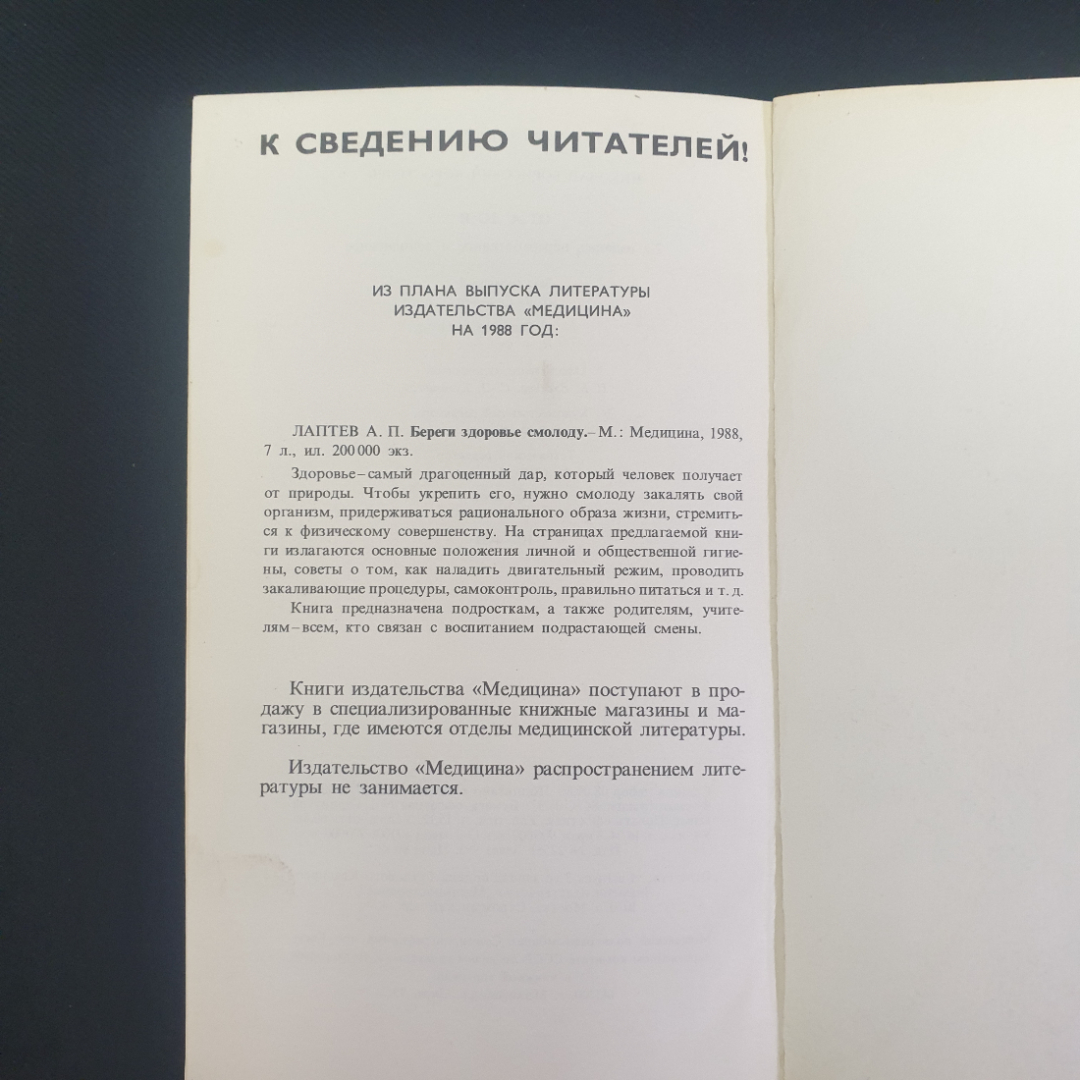 К СВЕДЕНИЮ ЧИТАТЕЛЕЙ!
ИЗ ПЛАНА ВЫПУСКА ЛИТЕРАТУРЫ
ИЗДАТЕЛЬСТВА «МЕДИЦИНА»
НА 1988 ГОД:
ЛАПТЕВ А. П. Береги здоровье смолоду.–М.: Медицина, 1988,
7 л., ил. 200 000 экз.
Здоровье–самый драгоценный дар, который человек получает
от природы. Чтобы укрепить его, нужно смолоду закалять свой
организм, придерживаться рационального образа жизни, стремить-
ся к физическому совершенству. На страницах предлагаемой кни-
ги излагаются основные положения личной и общественной гигие-
ны, советы о том, как наладить двигательный режим, проводить
закаливающие процедуры, самоконтроль, правильно питаться и т. д.
Книга предназначена подросткам, а также родителям, учите-
лям–всем, кто связан с воспитанием подрастающей смены.
Книги издательства «Медицина» поступают в про-
дажу в специализированные книжные магазины и ма-
газины, где имеются отделы медицинской литературы.
Издательство «Медицина» распространением лите-
ратуры не занимается.